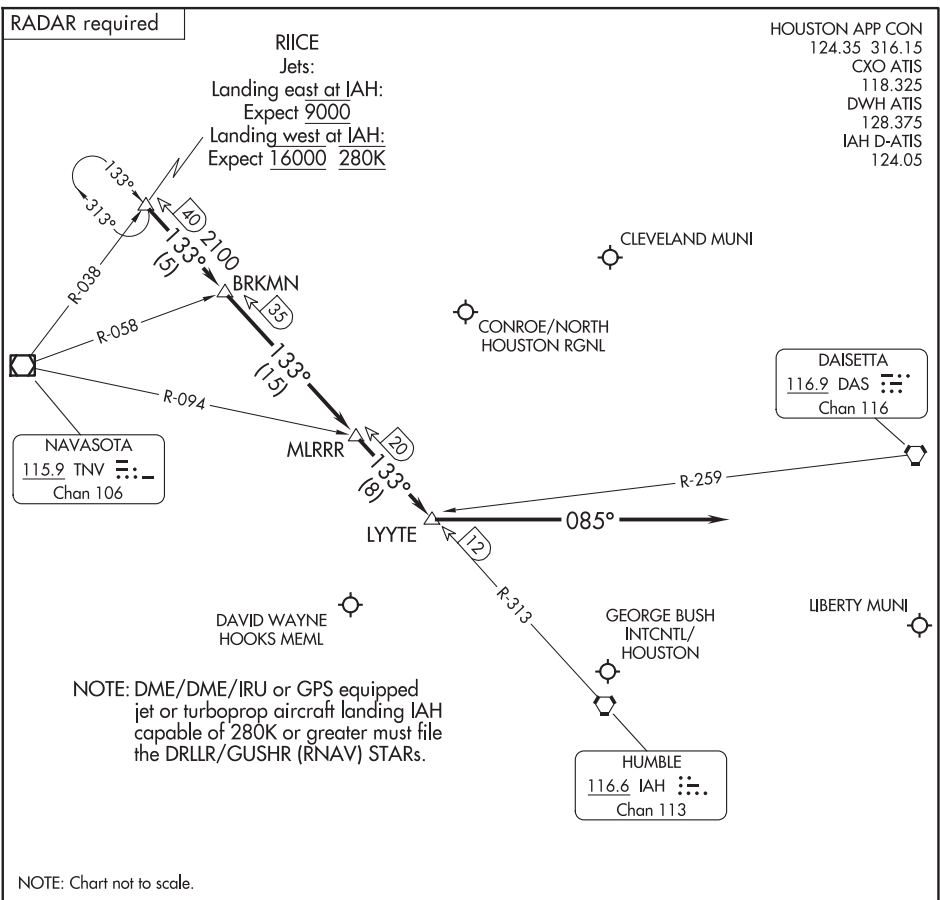 RADAR required
HOUSTON APP CON
124.35 316.15
CXO ATIS
118.325
DWH ATIS
128.375
IAH D-ATIS
124.05
RIICE
Jets:
Landing east at IAH:
Expect 9000
Landing west at IAH:
Expect 16000 280K
133°
313°
40
2100
133°
(5)
R-038
BRKMN
35
R-058
133°
(15)
R-094
CLEVELAND MUNI
CONROE/NORTH
HOUSTON RGNL
DAISETTA
116.9 DAS
Chan 116
NAVASOTA
115.9 TNV
Chan 106
MLRRR
20
133°
(8)
R-259
LYYTE
085°
12
R-313
DAVID WAYNE
HOOKS MEML
GEORGE BUSH
INTCNTL/
HOUSTON
LIBERTY MUNI
NOTE: DME/DME/IRU or GPS equipped
jet or turboprop aircraft landing IAH
capable of 280K or greater must file
the DRLLR/GUSHR (RNAV) STARs.
HUMBLE
116.6 IAH
Chan 113
NOTE: Chart not to scale.